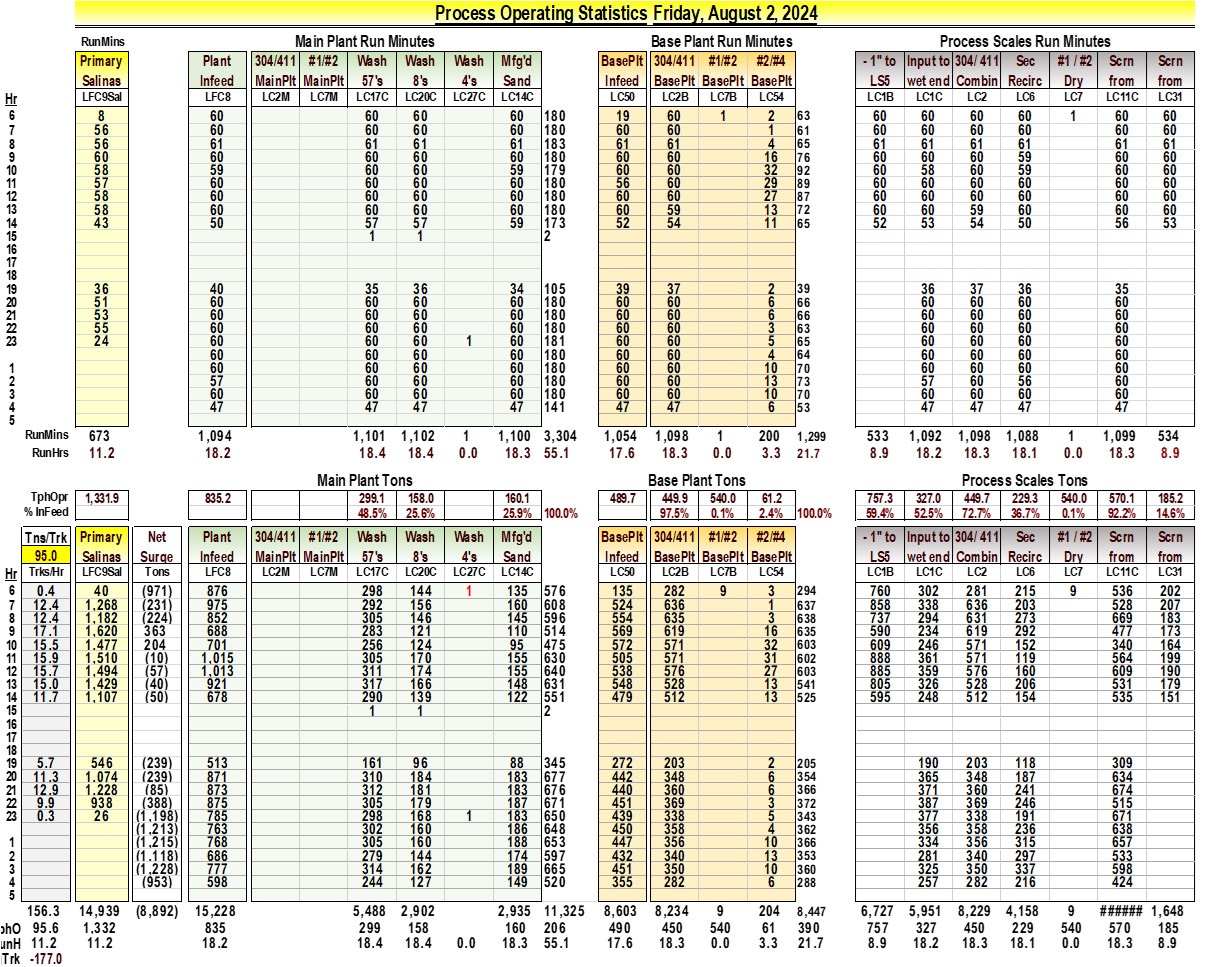 Process Operating Statistics Friday, August 2, 2024
RunMins Main Plant Run Minutes Base Plant Run Minutes Process Scales Run Minutes
Primary Plant 304/411 #1/#2 Wash Wash Wash Mfg'd BasePlt 304/411 #1/#2 #2/#4 - 1" to Input to 304/ 411 Sec #1 / #2 Scrn Scrn
Salinas Infeed MainPlt MainPlt 57's 8's 4's Sand Infeed BasePlt BasePlt BasePlt LS5 wet end Combin Recirc Dry from from
Hr LFC9Sal LFC8 LC2M LC7M LC17C LC20C LC27C LC14C LC50 LC2B LC7B LC54 LC1B LC1C LC2 LC6 LC7 LC11C LC31
6 8 60 60 60 60 180 19 60 1 2 63 60 60 60 60 1 60 60
7 56 60 60 60 60 180 60 60 1 61 60 60 60 60 60 60
8 56 61 61 61 61 183 61 61 4 65 61 61 61 61 61 61
9 60 60 60 60 60 180 60 60 16 76 60 60 60 59 60 60
10 58 59 60 60 59 179 60 60 32 92 60 58 60 59 60 60
11 57 60 60 60 60 180 56 60 29 89 60 60 60 60 60 60
12 58 60 60 60 60 180 60 60 27 87 60 60 60 60 60 60
13 58 60 60 60 60 180 60 59 13 72 60 60 59 60 60 60
14 43 50 57 57 59 173 52 54 11 65 52 53 54 50 56 53
15 1 1 2
16
17
18
19 36 40 35 36 34 105 39 37 2 39 36 37 36 35
20 51 60 60 60 60 180 60 60 6 66 60 60 60 60
21 53 60 60 60 60 180 60 60 6 66 60 60 60 60
22 55 60 60 60 60 180 60 60 3 63 60 60 60 60
23 24 60 60 60 1 60 181 60 60 5 65 60 60 60 60
60 60 60 60 180 60 60 4 64 60 60 60 60
1 60 60 60 60 180 60 60 10 70 60 60 60 60
2 57 60 60 60 180 60 60 13 73 57 60 56 60
3 60 60 60 60 180 60 60 10 70 60 60 60 60
4 47 47 47 47 141 47 47 6 53 47 47 47 47
5
RunMins 673 1,094 1,101 1,102 1 1,100 3,304 1,054 1,098 1 200 1,299 533 1,092 1,098 1,088 1 1,099 534
RunHrs 11.2 18.2 18.4 18.4 0.0 18.3 55.1 17.6 18.3 0.0 3.3 21.7 8.9 18.2 18.3 18.1 0.0 18.3 8.9
Main Plant Tons Base Plant Tons Process Scales Tons
TphOpr 1,331.9 835.2 299.1 158.0 160.1 489.7 449.9 540.0 61.2 757.3 327.0 449.7 229.3 540.0 570.1 185.2
% InFeed 48.5% 25.6% 25.9% 100.0% 97.5% 0.1% 2.4% 100.0% 59.4% 52.5% 72.7% 36.7% 0.1% 92.2% 14.6%
Tns/Trk Primary Net Plant 304/411 #1/#2 Wash Wash Wash Mfg'd BasePlt 304/411 #1/#2 #2/#4 - 1" to Input to 304/ 411 Sec #1 / #2 Scrn Scrn
95.0 Salinas Surge Infeed MainPlt MainPlt 57's 8's 4's Sand Infeed BasePlt BasePlt BasePlt LS5 wet end Combin Recirc Dry from from
Hr Trks/Hr LFC9Sal Tons LFC8 LC2M LC7M LC17C LC20C LC27C LC14C LC50 LC2B LC7B LC54 LC1B LC1C LC2 LC6 LC7 LC11C LC31
6 0.4 40 (971) 876 298 144 1 135 576 135 282 9 3 294 760 302 281 215 9 536 202
7 12.4 1,268 (231) 975 292 156 160 608 524 636 1 637 858 338 636 203 528 207
8 12.4 1,182 (224) 852 305 146 145 596 554 635 3 638 737 294 631 273 669 183
9 17.1 1,620 363 688 283 121 110 514 569 619 16 635 590 234 619 292 477 173
10 15.5 1,477 204 701 256 124 95 475 572 571 32 603 609 246 571 152 340 164
11 15.9 1,510 (10) 1,015 305 170 155 630 505 571 31 602 888 361 571 119 564 199
12 15.7 1,494 (57) 1,013 311 174 155 640 538 576 27 603 885 359 576 160 609 190
13 15.0 1,429 (40) 921 317 166 148 631 548 528 13 541 805 326 528 206 531 179
14 11.7 1,107 (50) 678 290 139 122 551 479 512 13 525 595 248 512 154 535 151
15 1 1 2
16
17
18
19 5.7 546 (239) 513 161 96 88 345 272 203 2 205 190 203 118 309
20 11.3 1.074 (239) 871 310 184 183 677 442 348 6 354 365 348 187 634
21 12.9 1.228 (85) 873 312 181 183 676 440 360 6 366 371 360 241 674
22 9.9 938 (388) 875 305 179 187 671 451 369 3 372 387 369 246 515
23 0.3 26 (1,198) 785 298 168 1 183 650 439 338 5 343 377 338 191 671
(1,213) 763 302 160 186 648 450 358 4 362 356 358 236 638
1 (1,215) 768 305 160 188 653 447 356 10 366 334 356 315 657
2 (1.118) 686 279 144 174 597 432 340 13 353 281 340 297 533
3 (1,228) 777 314 162 189 665 451 350 10 360 325 350 337 598
4 (953) 598 244 127 149 520 355 282 6 288 257 282 216 424
5
156.3 14,939 (8,892) 15,228 5,488 2,902 2,935 11,325 8,603 8,234 9 204 8,447 6,727 5,951 8,229 4,158 9 ###### 1,648
phO 95.6 1,332 835 299 158 160 206 490 450 540 61 390 757 327 450 229 540 570 185
unH 11.2 11.2 18.2 18.4 18.4 0.0 18.3 55.1 17.6 18.3 0.0 3.3 21.7 8.9 18.2 18.3 18.1 0.0 18.3 8.9
Trk -177.0